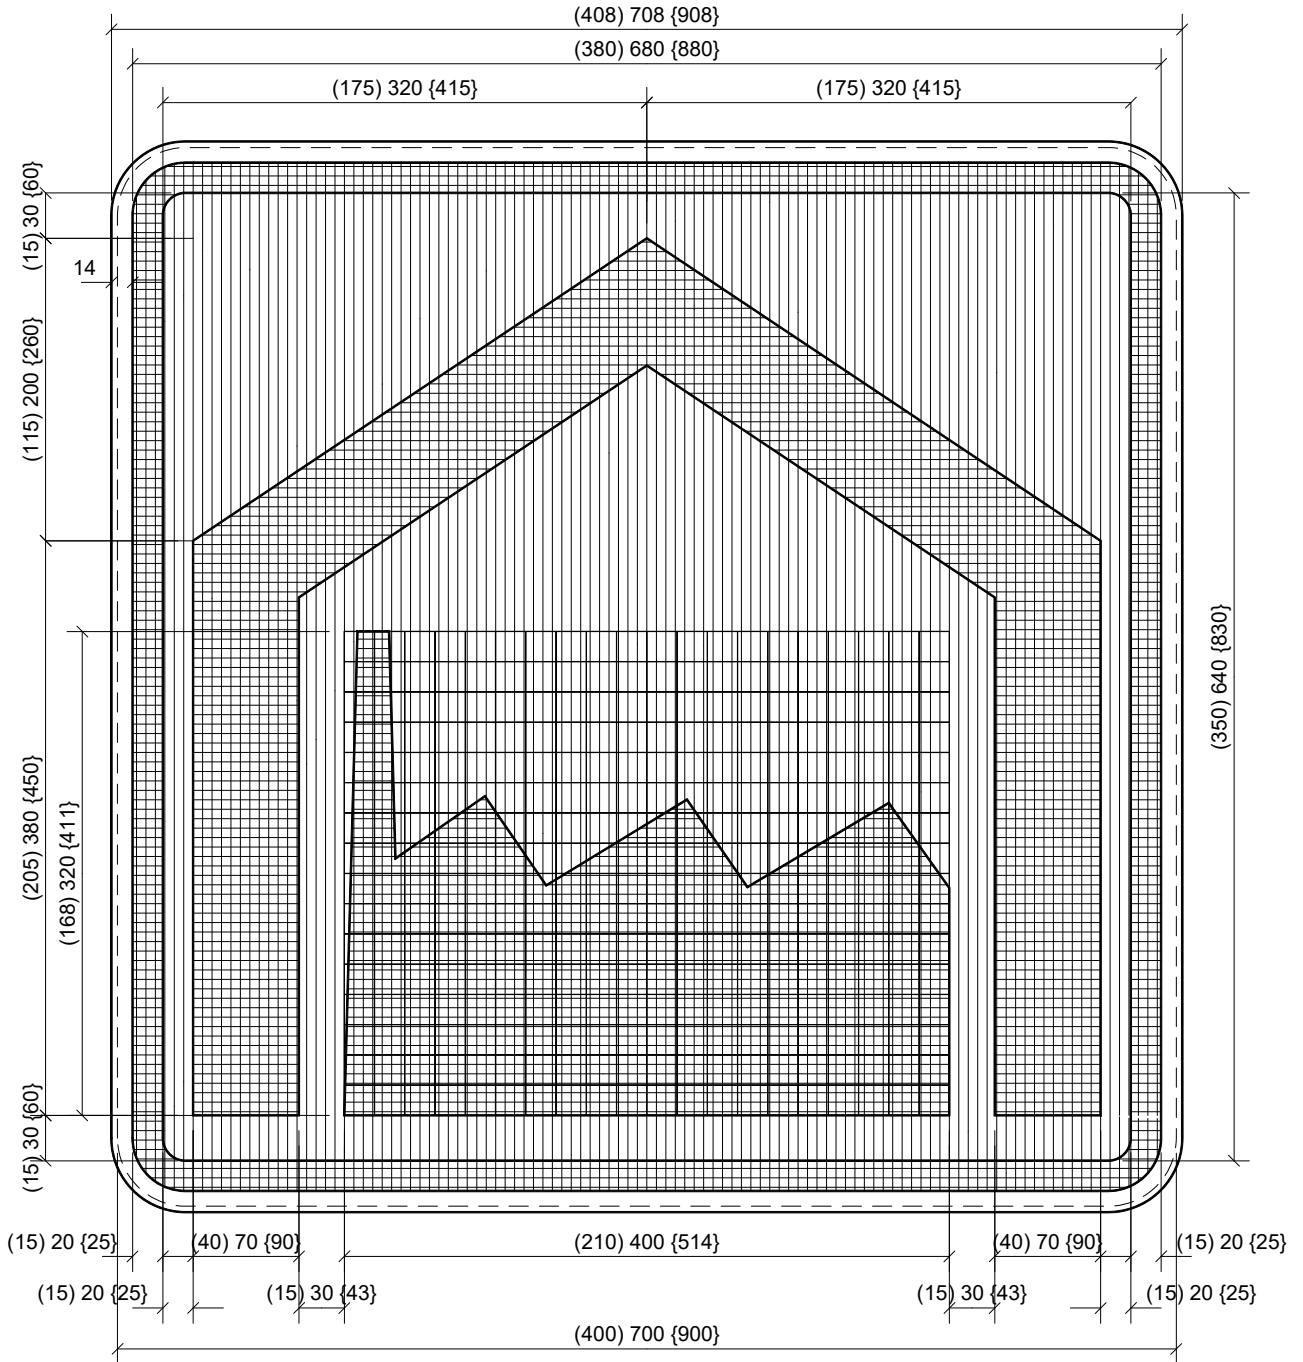 (408) 708 {908}
(380) 680 {880}
(175) 320 {415}
(175) 320 {415}
(15) 30 {60}
14
(115) 200 {260}
(205) 380 {450}
(168) 320 {411}
(350) 640 {830}
(15) 30 {60}
(15) 20 {25}
(40) 70 {90}
(210) 400 {514}
(40) 70 {90}
(15) 20 {25}
(15) 20 {25}
(15) 30 {43}
(15) 30 {43}
(15) 20 {25}
(400) 700 {900}